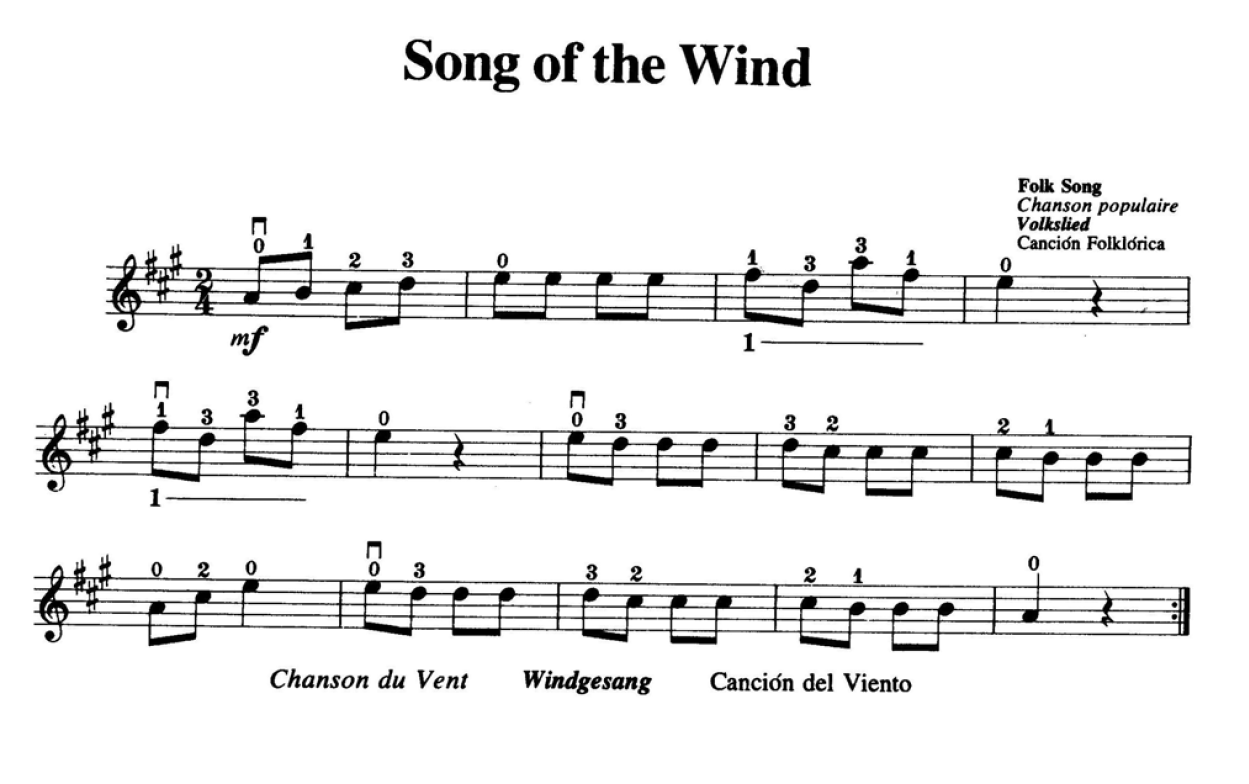 Song of the Wind
Folk Song
Chanson populaire
Volkslied
Canción Folklórica
0 1 2 3 0 1 3 3 1 0
2
4
mf
1
1 3 3 1 0 0 3 3 2 2 1
1
0 2 0 0 3 3 2 2 1 0
Chanson du Vent Windgesang Canción del Viento